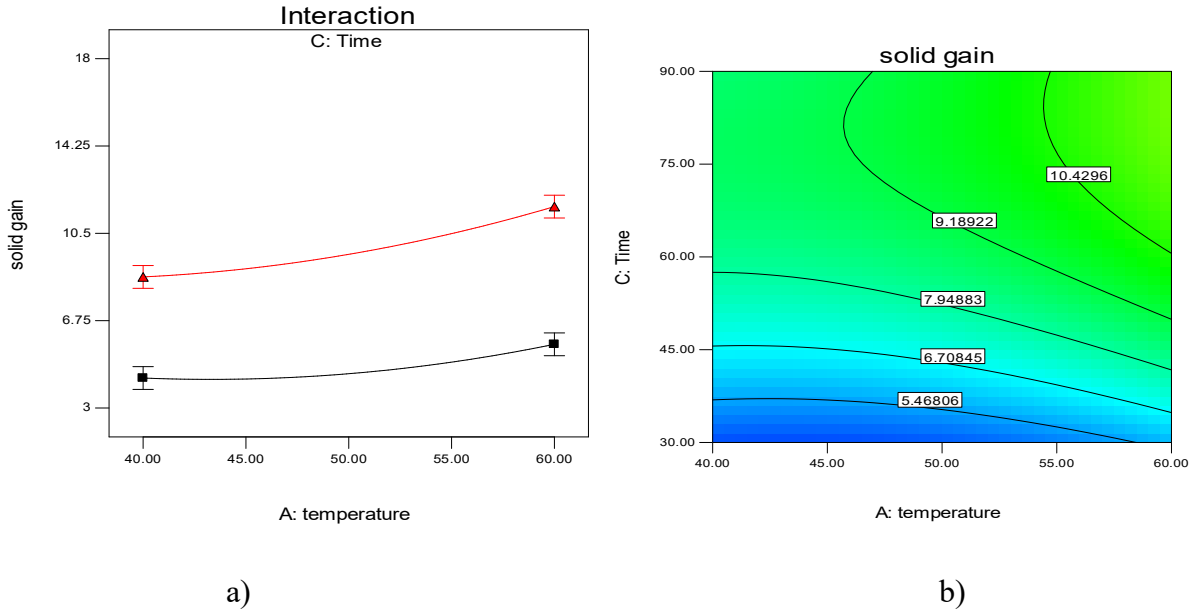 Interaction
C: Time
solid gain
18
14.25
10.5
6.75
3
40.00 45.00 50.00 55.00 60.00
A: temperature
a)
solid gain
C: Time
90.00
75.00
60.00
45.00
30.00
10.4296
9.18922
7.94883
6.70845
5.46806
40.00 45.00 50.00 55.00 60.00
A: temperature
b)